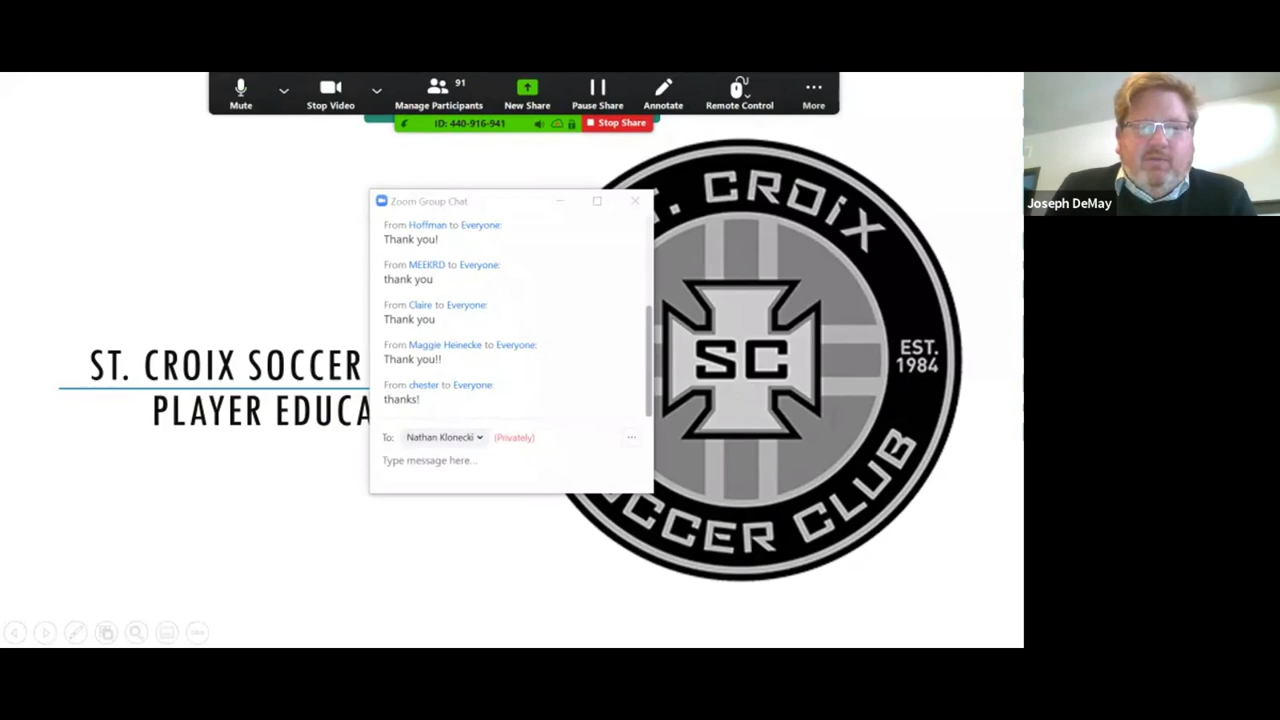 91
Mute
Stop Video
Manage Participants
New Share
Pause Share
Annotate
Remote Control
More
ID: 440-916-941
Stop Share
Joseph DeMay
Zoom Group Chat
From Hoffman to Everyone:
Thank you!
From MEEKRD to Everyone:
thank you
From Claire to Everyone:
Thank you
From Maggie Heinecke to Everyone:
Thank you!!
From chester to Everyone:
thanks!
To: Nathan Klonecki (Privately)
Type message here...
ST. CROIX SOCCER
PLAYER EDUCA
T. CROIX
SC
EST.
1984
OCCER CLUB